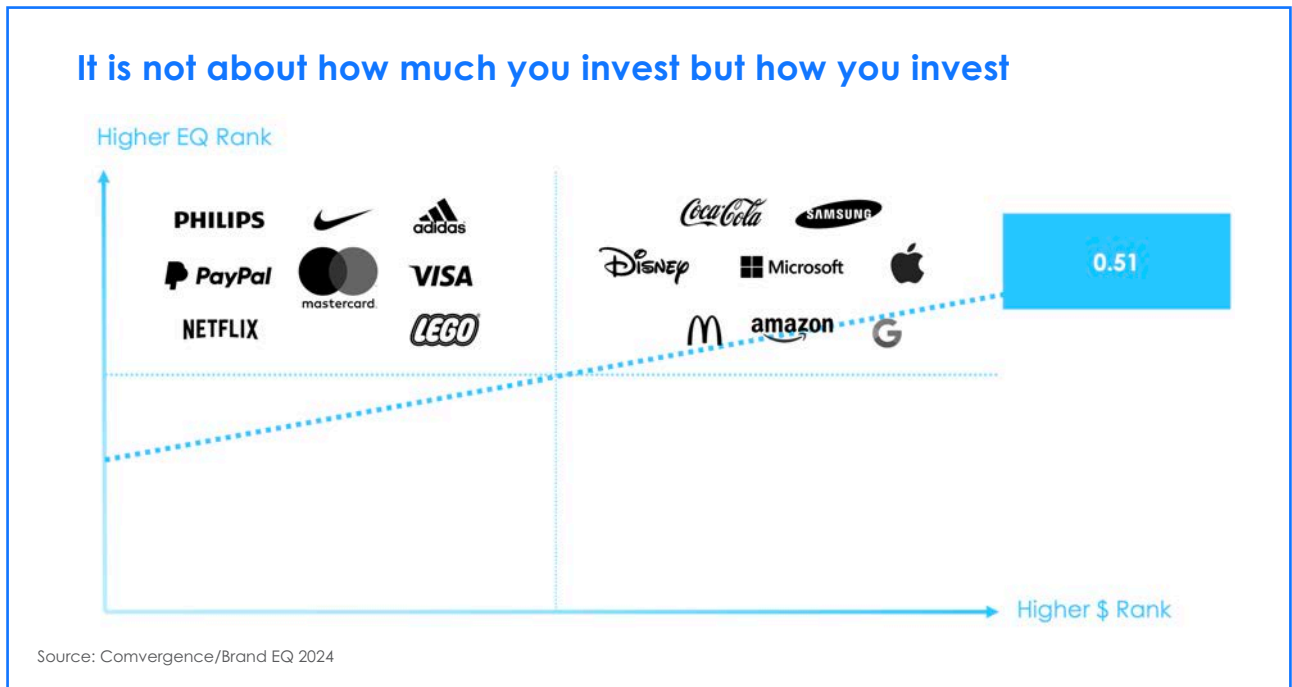 It is not about how much you invest but how you invest
Higher EQ Rank
PHILIPS
adidas
Coca-Cola
SAMSUNG
PayPal
mastercard.
VISA
Disney
Microsoft
0.51
NETFLIX
LEGO
amazon
G
Higher $ Rank
Source: Comvergence/Brand EQ 2024